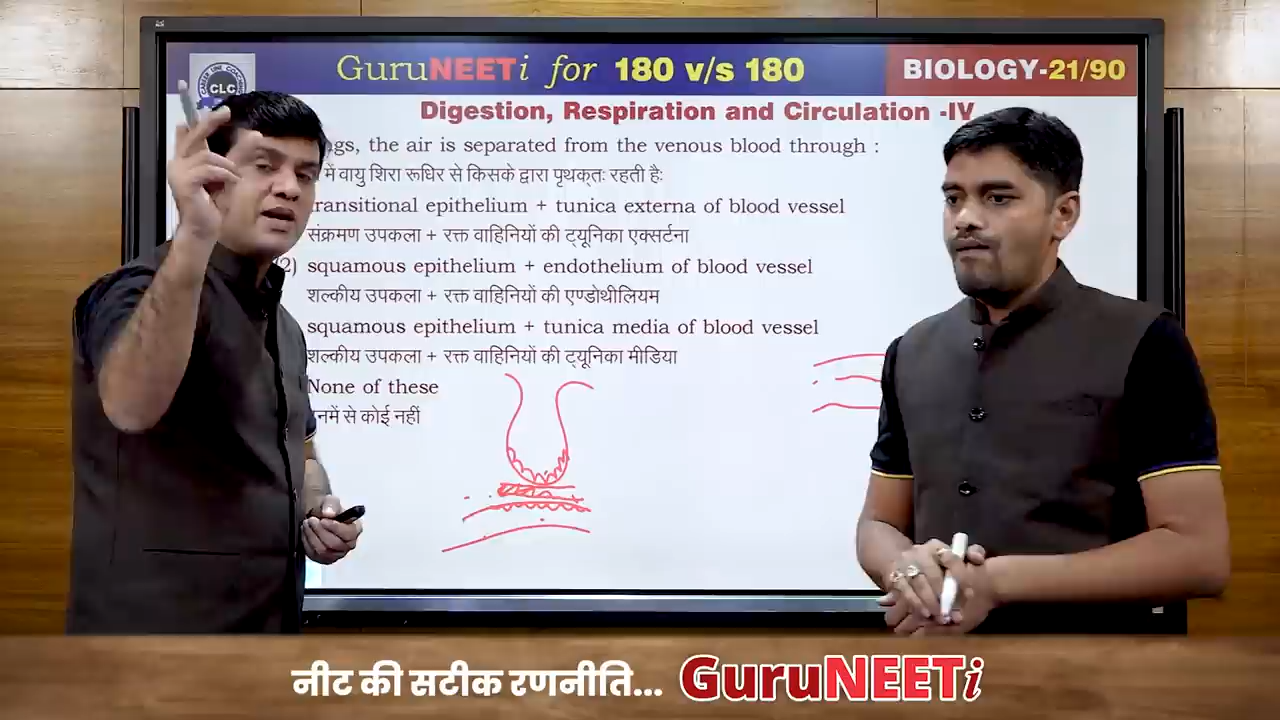 GuruNEETi for 180 v/s 180
BIOLOGY-21/90
CLC
Digestion, Respiration and Circulation -IV
the air is separated from the venous blood through :
में वायु शिरा रूधिर से किसके द्वारा पृथक्तः रहती हैः
epithelium + tunica externa of blood vessel
संक्रमण उपकला + रक्त वाहिनियों की ट्यूनिका एक्सर्टना
2) squamous epithelium + endothelium of blood vessel
शल्कीय उपकला + रक्त वाहिनियों की एण्डोथीलियम
squamous epithelium + tunica media of blood vessel
शल्कीय उपकला + रक्त वाहिनियों की ट्यूनिका मीडिया
None of these
से कोई नहीं
नीट की सटीक रणनीति... GuruNEETi